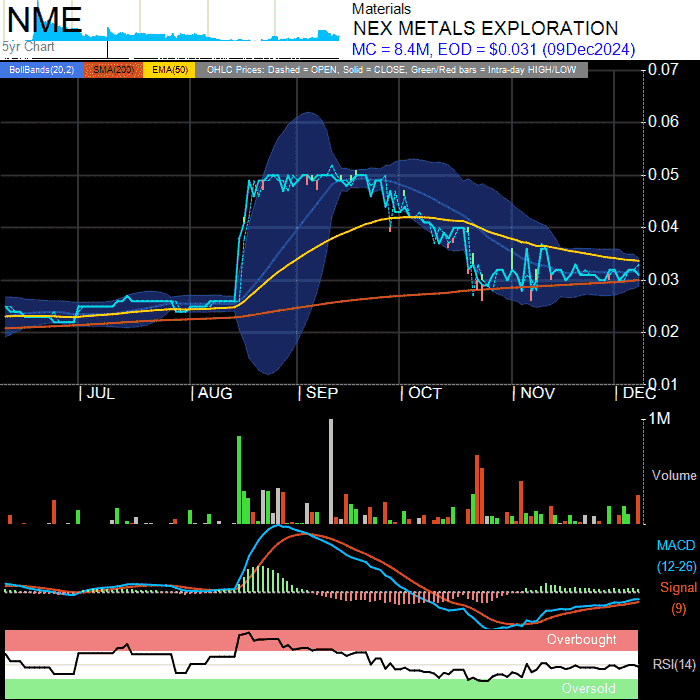 NME
5yr Chart
Materials
NEX METALS EXPLORATION
MC = 8.4M, EOD = $0.031 (09Dec2024)
BollBands(20,2) SMA(200) EMA(50) OHLC Prices: Dashed = OPEN, Solid = CLOSE, Green/Red bars = Intra-day HIGH/LOW
0.07
0.06
0.05
0.04
0.03
0.02
0.01
| JUL | AUG | SEP | OCT | NOV | DEC
1M
Volume
MACD
(12-26)
Signal
(9)
Overbought
RSI(14)
Oversold